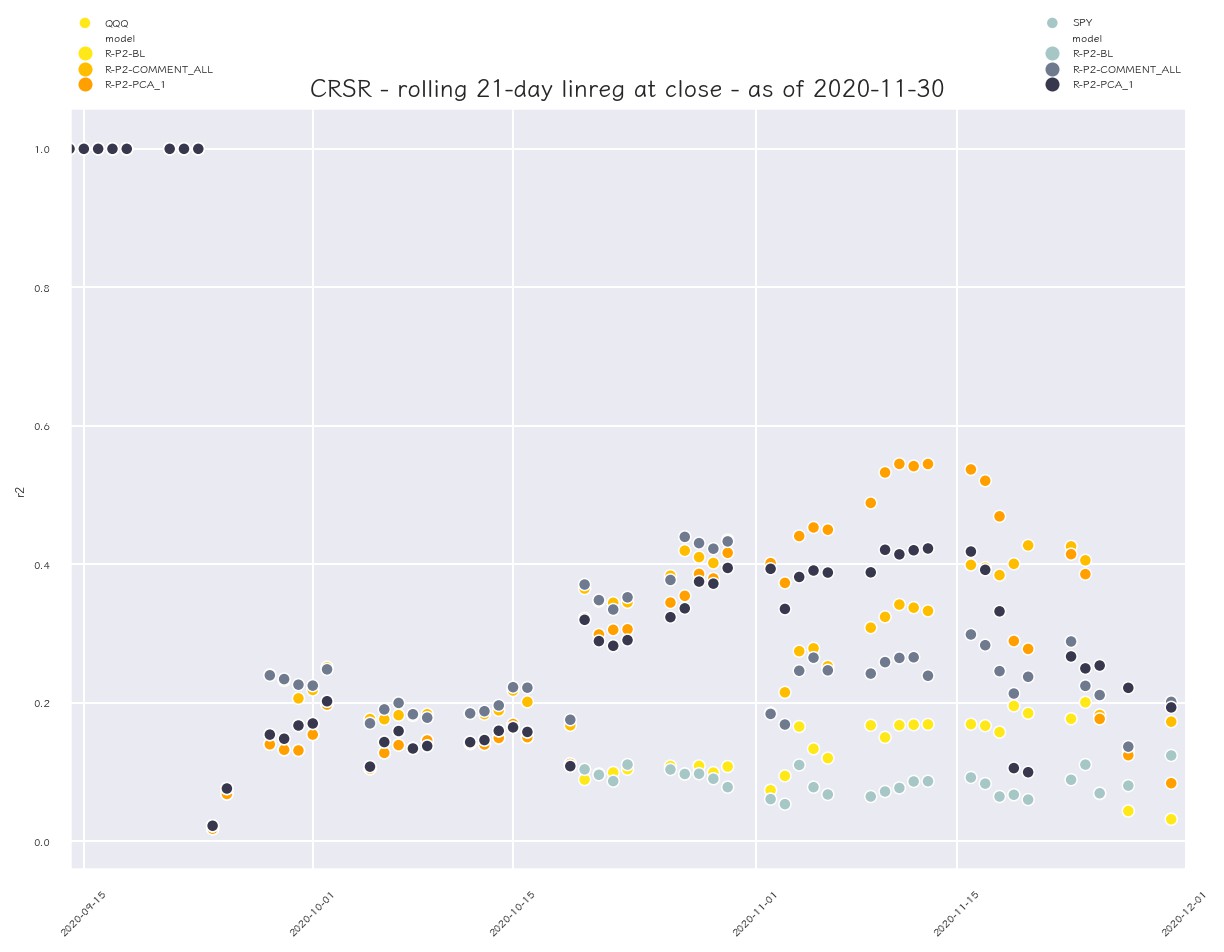 QQQ
model
R-P2-BL
R-P2-COMMENT_ALL
R-P2-PCA_1
SPY
model
R-P2-BL
R-P2-COMMENT_ALL
R-P2-PCA_1
CRSR - rolling 21-day linreg at close - as of 2020-11-30
1.0
0.8
0.6
0.4
0.2
0.0
r2
2020-09-15
2020-10-01
2020-10-15
2020-11-01
2020-11-15
2020-12-01